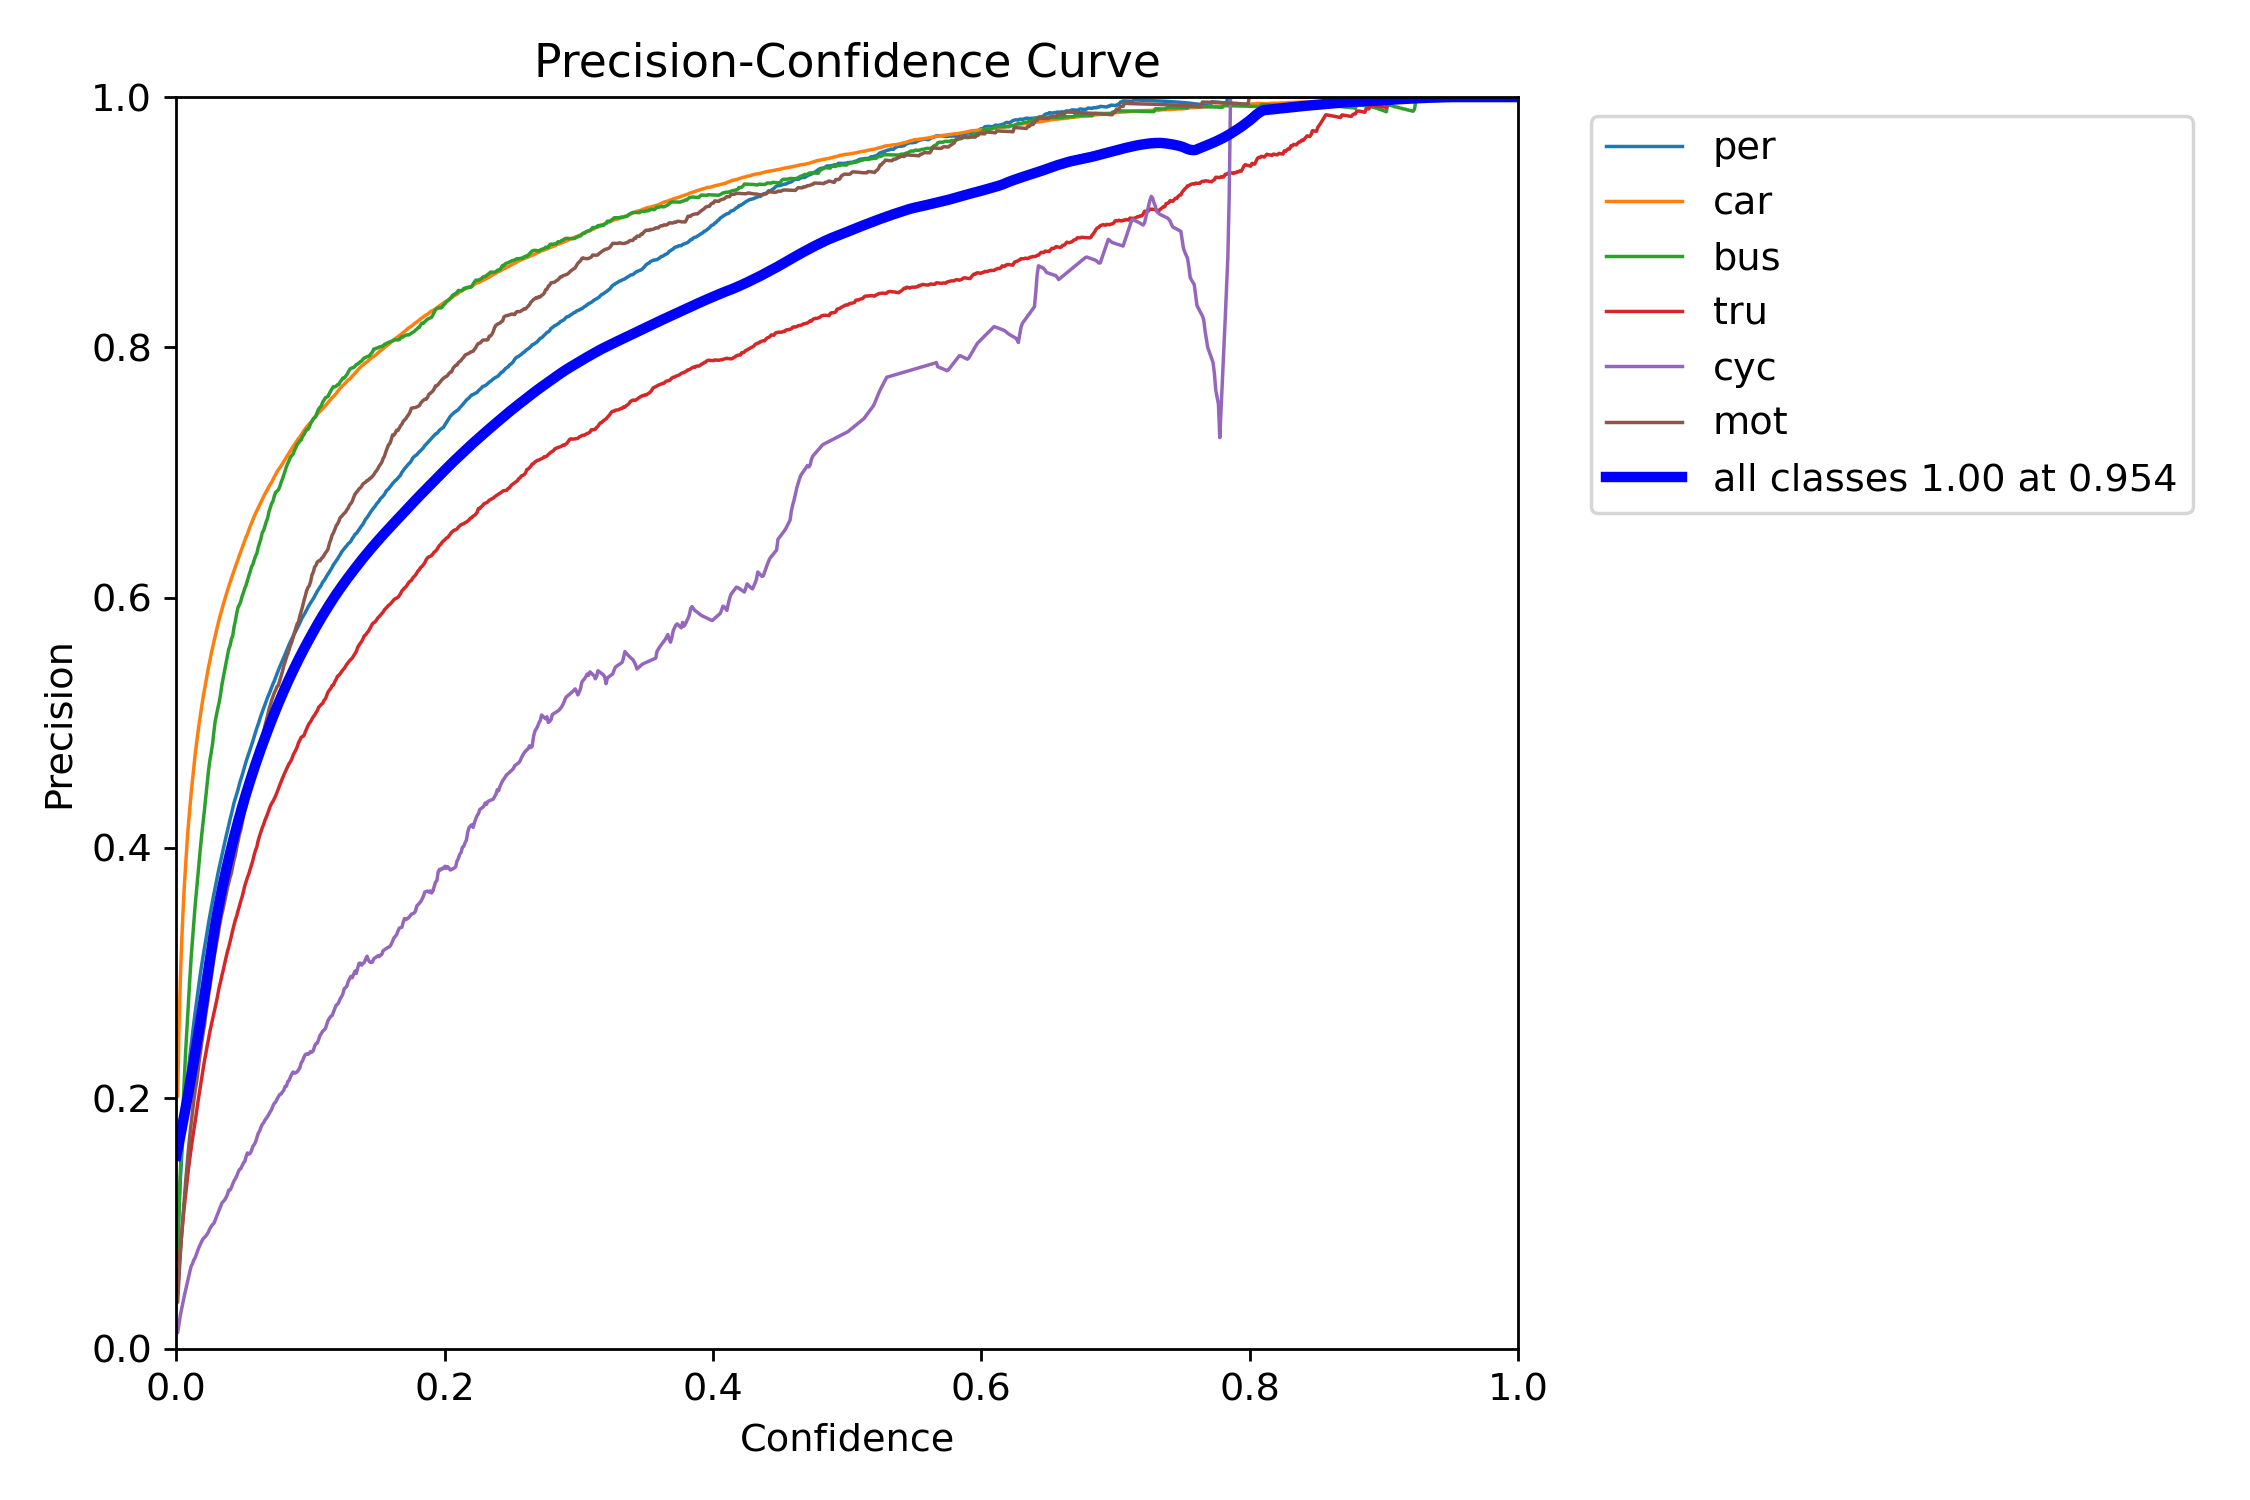 Precision-Confidence Curve
1.0
0.8
0.6
0.4
0.2
0.0
Precision
0.0 0.2 0.4 0.6 0.8 1.0
Confidence
per
car
bus
tru
cyc
mot
all classes 1.00 at 0.954